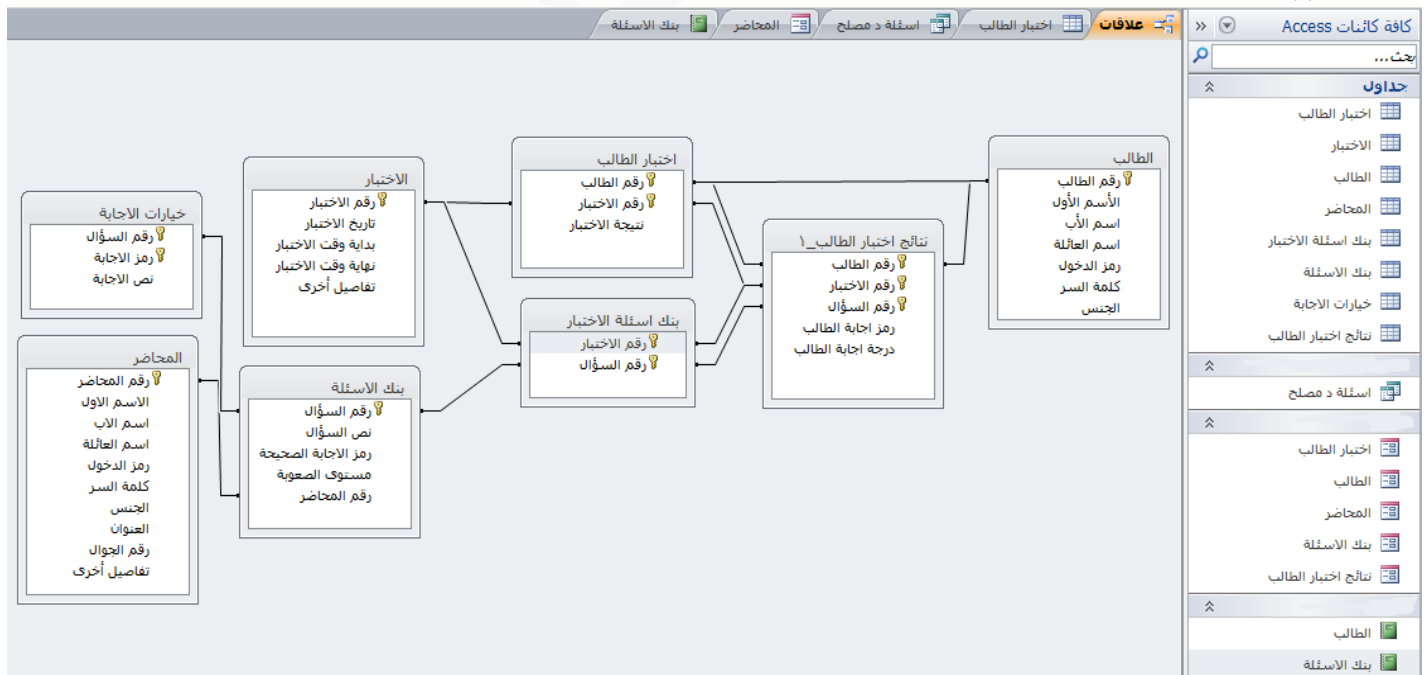 كافة كائنات Access
علاقات
اختبار الطالب
اسئلة د مصلح
المحاضر
بنك الاسئلة
بحث...
جداول
اختبار الطالب
الاختبار
الطالب
المحاضر
بنك اسئلة الاختبار
بنك الاسئلة
خيارات الاجابة
نتائج اختبار الطالب
اسئلة د مصلح
اختبار الطالب
الطالب
المحاضر
بنك الاسئلة
نتائج اختبار الطالب
الطالب
بنك الاسئلة
الطالب
رقم الطالب
الأسم الأول
اسم الأب
اسم العائلة
رمز الدخول
كلمة السر
الجنس
نتائج اختبار الطالب_١
رقم الطالب
رقم الاختبار
رقم السؤال
رمز اجابة الطالب
درجة اجابة الطالب
اختبار الطالب
رقم الطالب
رقم الاختبار
نتيجة الاختبار
بنك اسئلة الاختبار
رقم الاختبار
رقم السؤال
الاختبار
رقم الاختبار
تاريخ الاختبار
بداية وقت الاختبار
نهاية وقت الاختبار
تفاصيل أخرى
بنك الاسئلة
رقم السؤال
نص السؤال
رمز الاجابة الصحيحة
مستوى الصعوبة
رقم المحاضر
خيارات الاجابة
رقم السؤال
رمز الاجابة
نص الاجابة
المحاضر
رقم المحاضر
الاسم الاول
اسم الاب
اسم العائلة
رمز الدخول
كلمة السر
الجنس
العنوان
رقم الجوال
تفاصيل أخرى